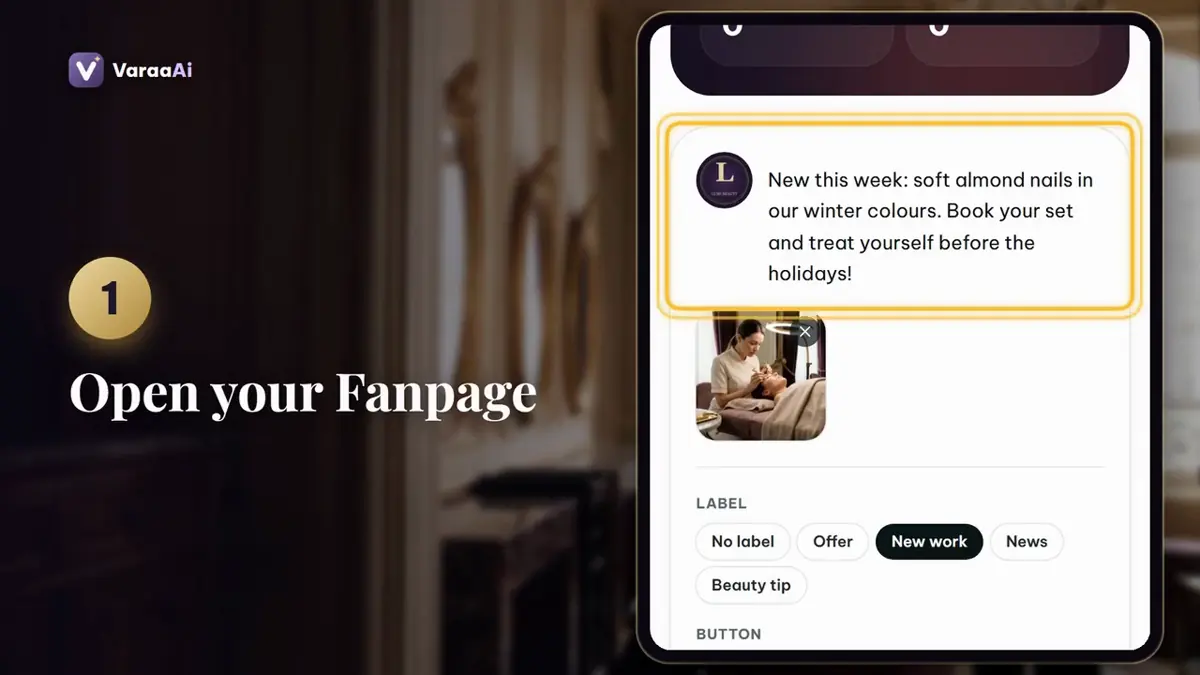 VaraaAi
1
Open your Fanpage
L
New this week: soft almond nails in
our winter colours. Book your set
and treat yourself before the
holidays!
LABEL
No label
Offer
New work
News
Beauty tip
BUTTON